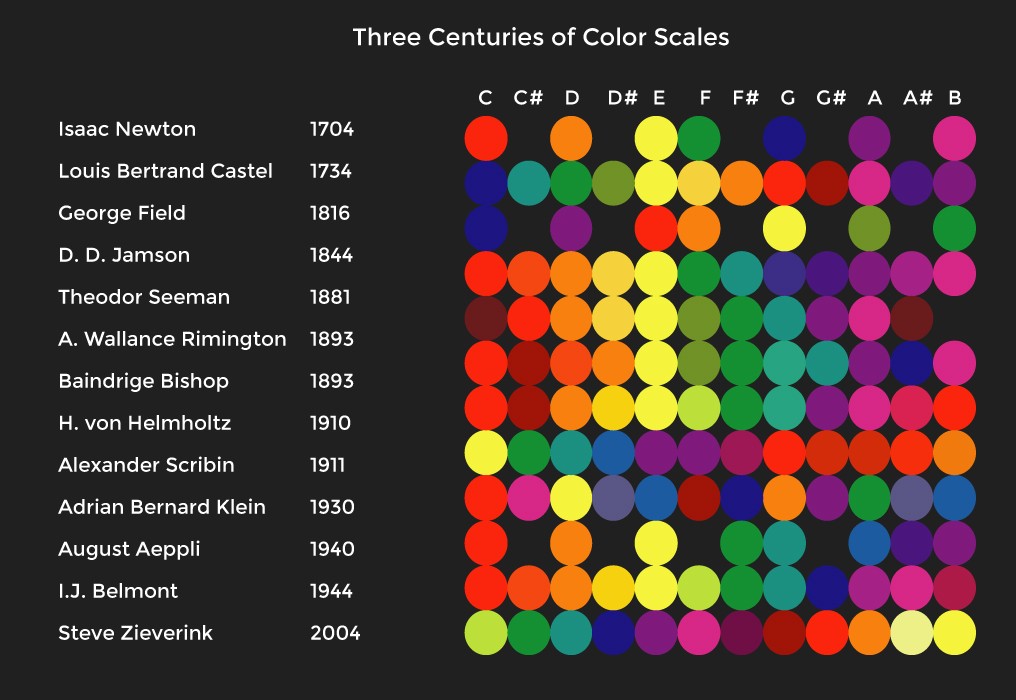 Three Centuries of Color Scales
C C# D D# E F F# G G# A A# B
Isaac Newton 1704
Louis Bertrand Castel 1734
George Field 1816
D. D. Jamson 1844
Theodor Seeman 1881
A. Wallance Rimington 1893
Baindrige Bishop 1893
H. von Helmholtz 1910
Alexander Scribin 1911
Adrian Bernard Klein 1930
August Aeppli 1940
I.J. Belmont 1944
Steve Zieverink 2004